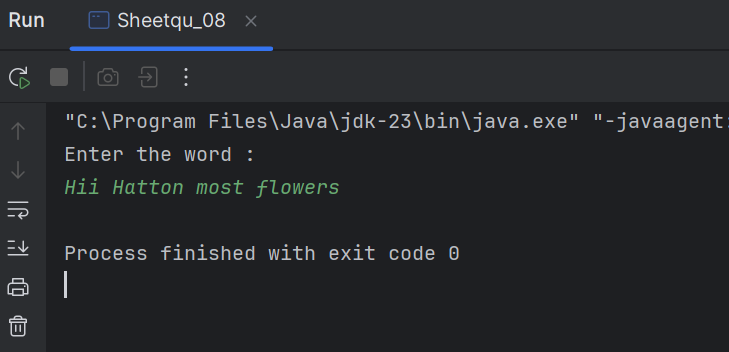 Run Sheetqu_08
"C:\Program Files\Java\jdk-23\bin\java.exe" "-javaagent:
Enter the word :
Hii Hatton most flowers
Process finished with exit code 0